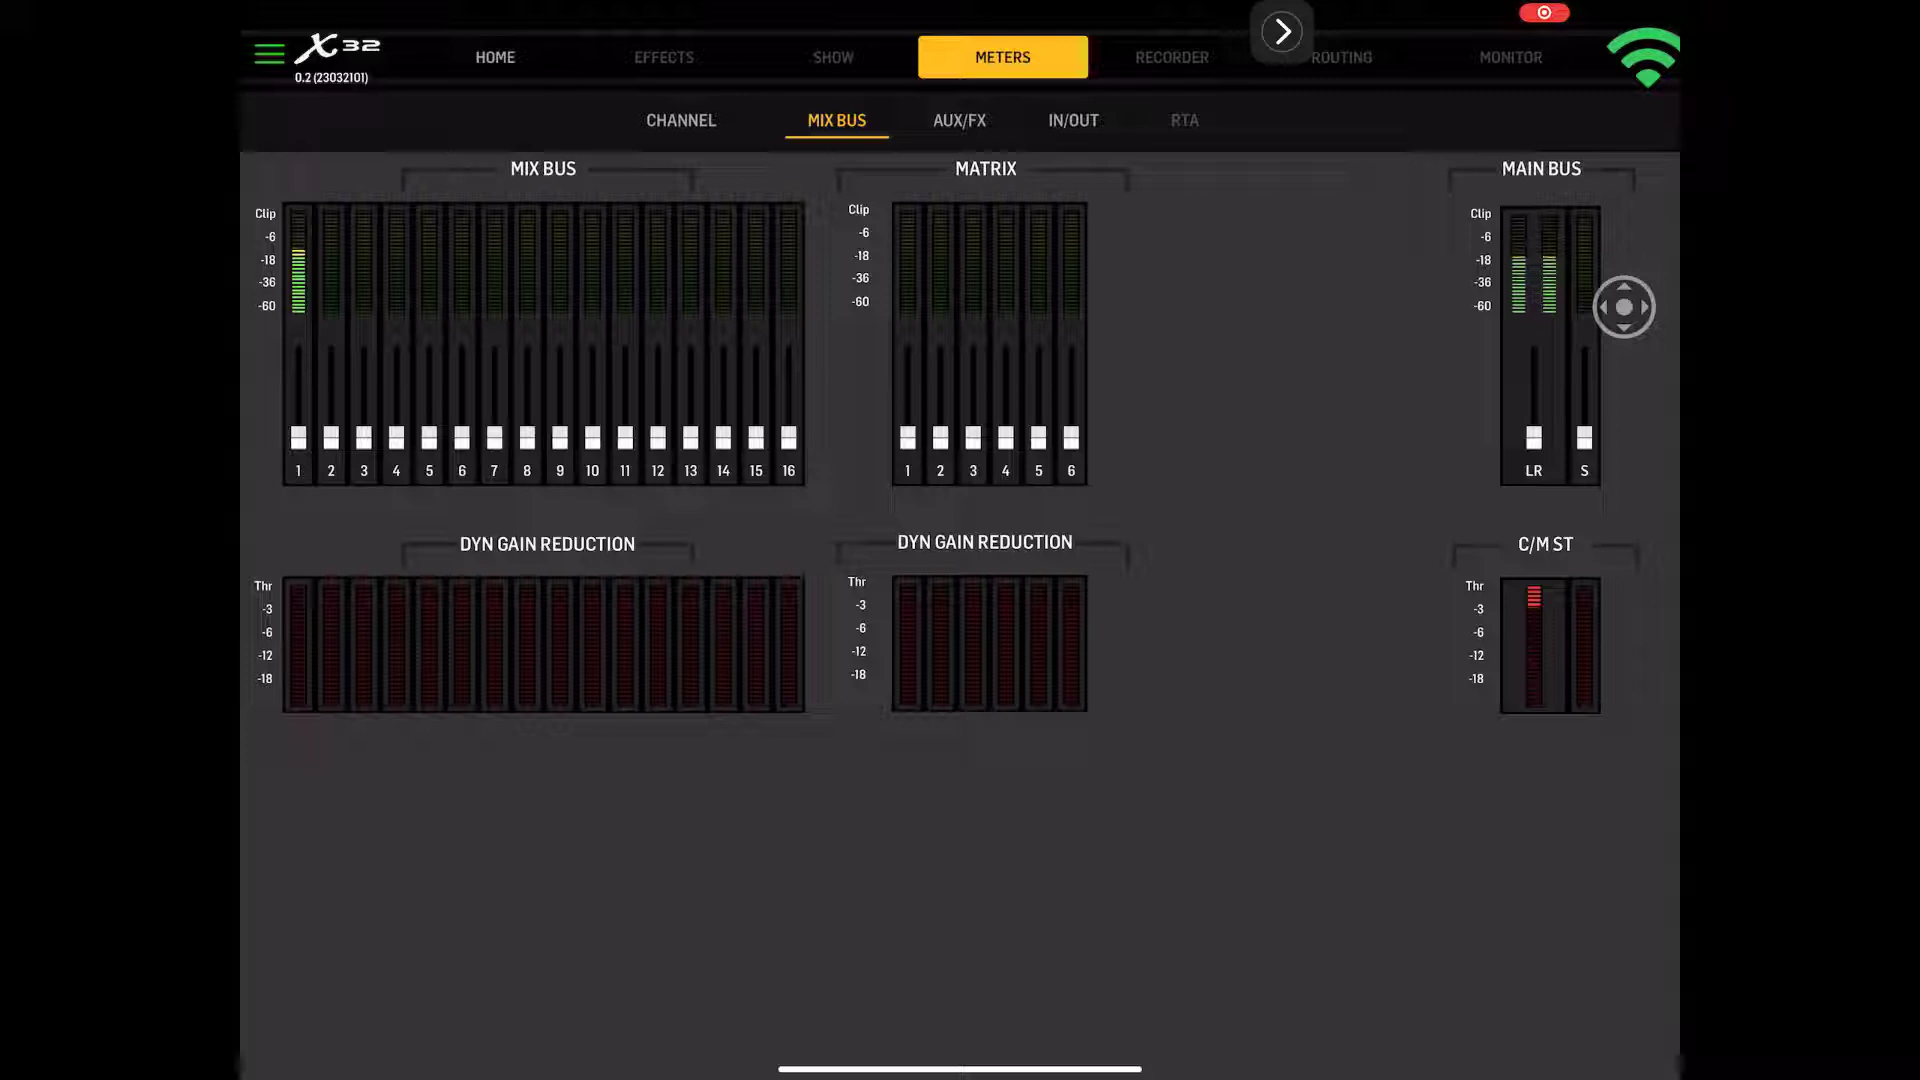 X32
0.2 (23032101)
HOME
EFFECTS
SHOW
METERS
RECORDER
ROUTING
MONITOR
CHANNEL
MIX BUS
AUX/FX
IN/OUT
RTA
MIX BUS
Clip
-6
-18
-36
-60
1 2 3 4 5 6 7 8 9 10 11 12 13 14 15 16
MATRIX
Clip
-6
-18
-36
-60
1 2 3 4 5 6
MAIN BUS
Clip
-6
-18
-36
-60
LR S
DYN GAIN REDUCTION
Thr
-3
-6
-12
-18
DYN GAIN REDUCTION
Thr
-3
-6
-12
-18
C/M ST
Thr
-3
-6
-12
-18